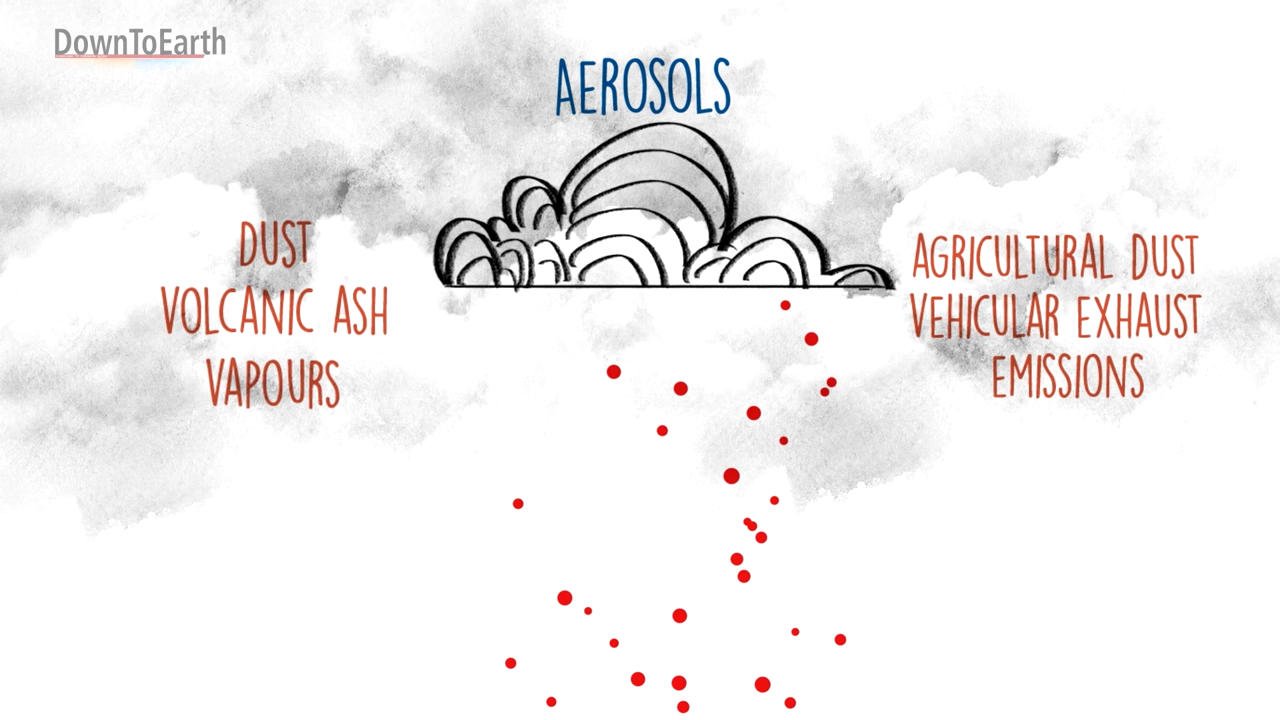 DownToEarth
AEROSOLS
DUST
VOLCANIC ASH
VAPOURS
AGRICULTURAL DUST
VEHICULAR EXHAUST
EMISSIONS